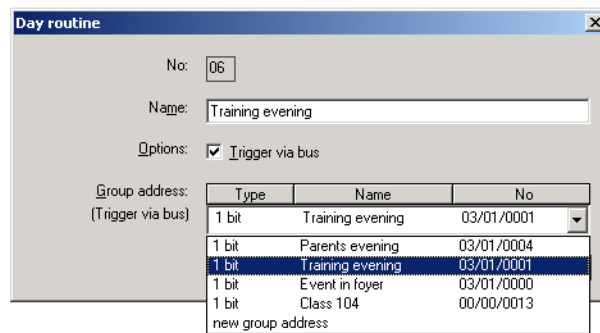 Day routine
No: 06
Name: Training evening
Options: Trigger via bus
Group address: Type Name No
(Trigger via bus) 1 bit Training evening 03/01/0001
1 bit Parents evening 03/01/0004
1 bit Training evening 03/01/0001
1 bit Event in foyer 03/01/0000
1 bit Class 104 00/00/0013
new group address